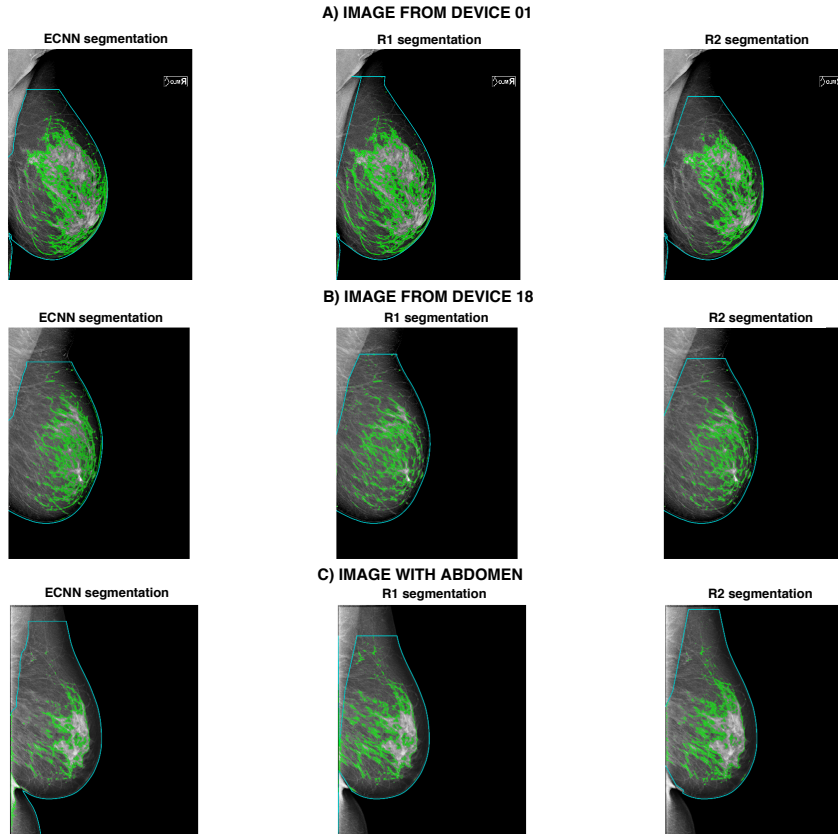 A) IMAGE FROM DEVICE 01
ECNN segmentation
R1 segmentation
R2 segmentation
B) IMAGE FROM DEVICE 18
ECNN segmentation
R1 segmentation
R2 segmentation
C) IMAGE WITH ABDOMEN
ECNN segmentation
R1 segmentation
R2 segmentation